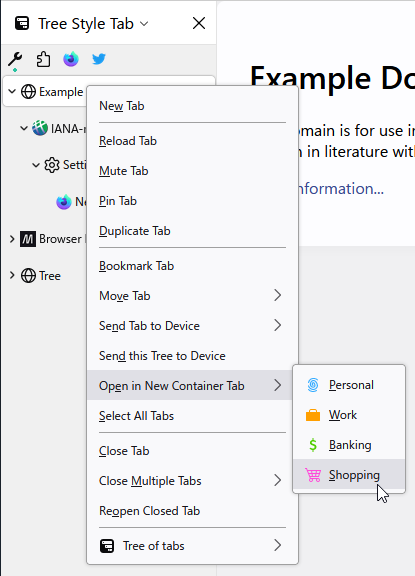 Tree Style Tab
Example
Example Do
omain is for use in
n in literature with
nformation...
IANA-
Setti
Ne
Browser
Tree
New Tab
Reload Tab
Mute Tab
Pin Tab
Duplicate Tab
Bookmark Tab
Move Tab
Send Tab to Device
Send this Tree to Device
Open in New Container Tab
Select All Tabs
Close Tab
Close Multiple Tabs
Reopen Closed Tab
Tree of tabs
Personal
Work
Banking
Shopping